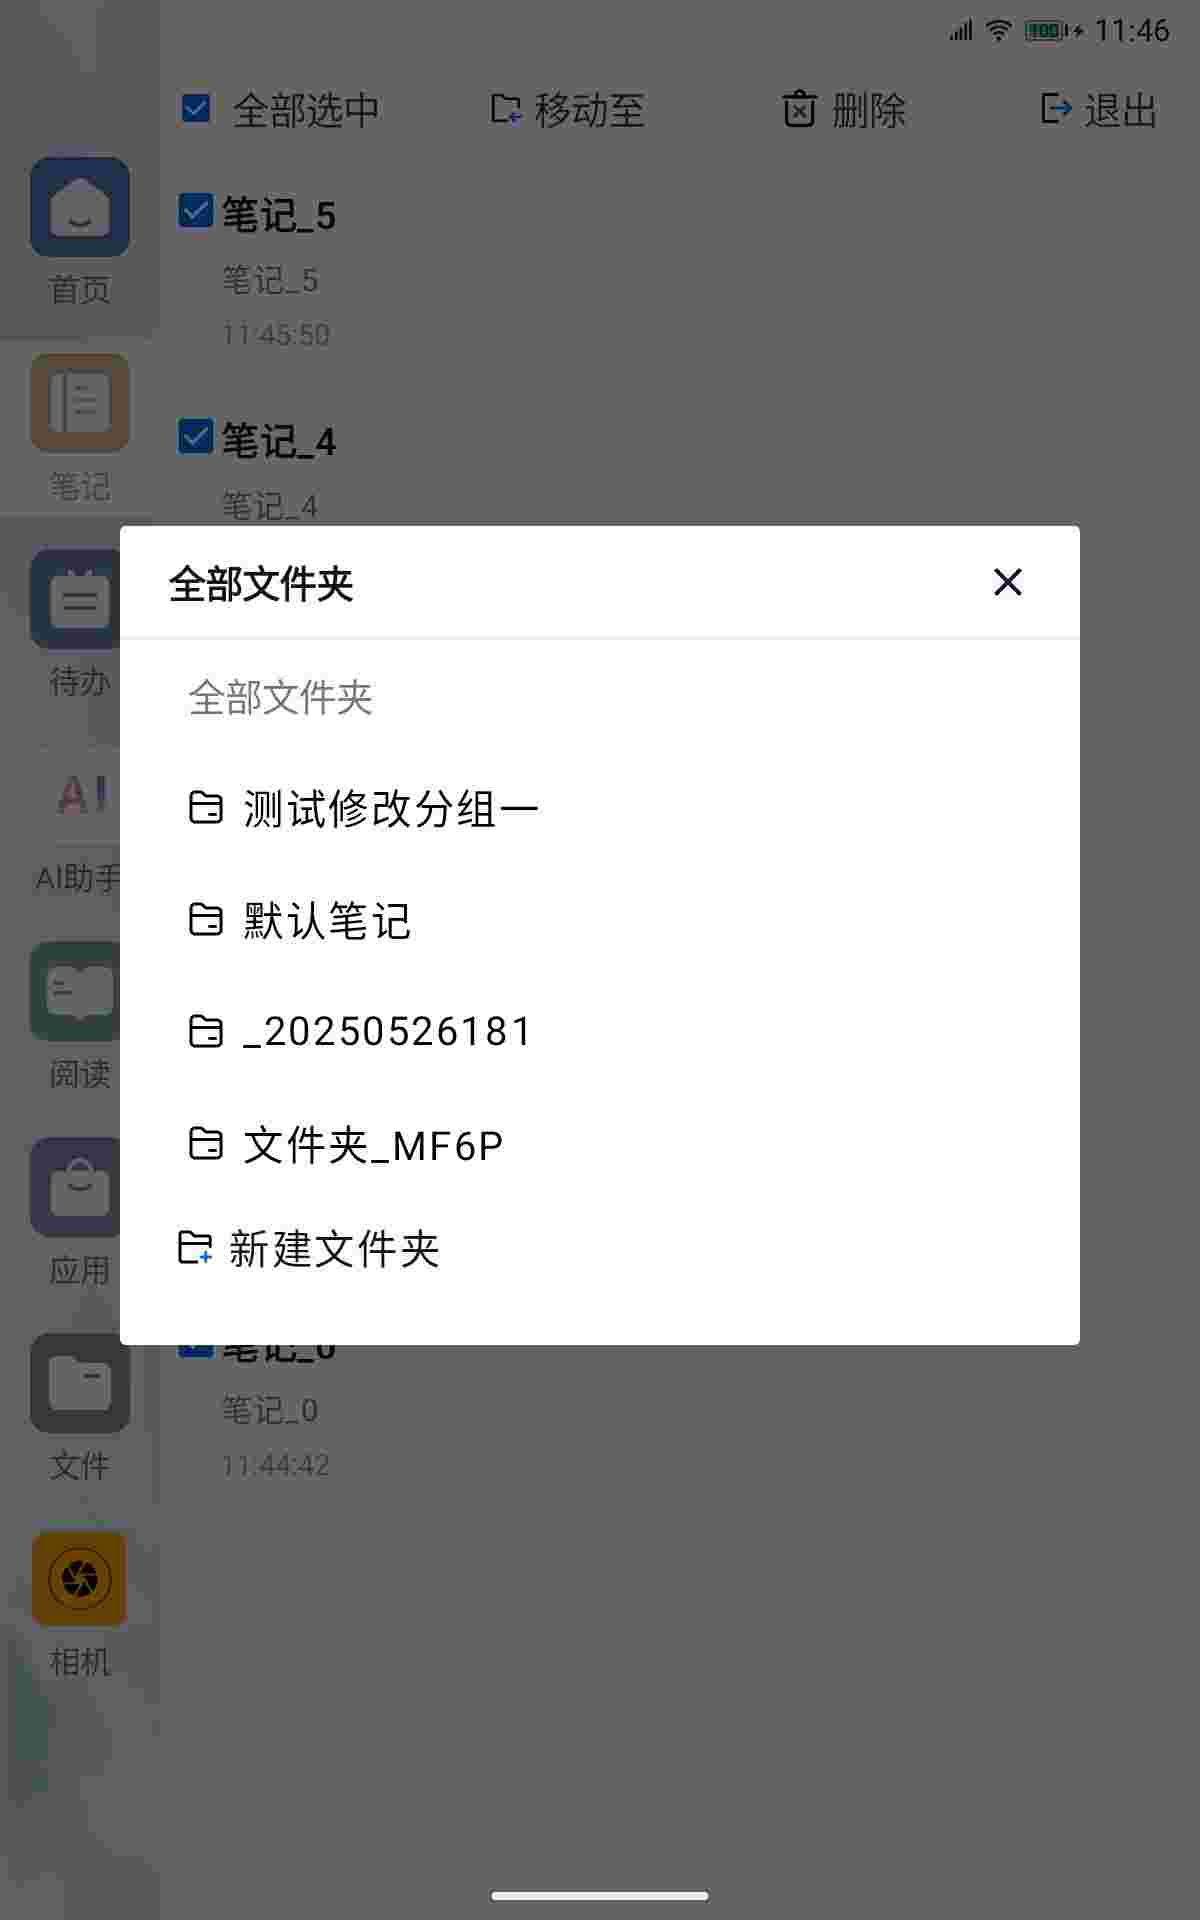 100 11:46
全部选中 移动至 删除 退出
笔记_5
笔记_5
11:45:50
首页
笔记_4
笔记_4
笔记
全部文件夹
全部文件夹
待办
测试修改分组一
AI
AI助手
默认笔记
_20250526181
阅读
文件夹_MF6P
新建文件夹
应用
笔记_0
笔记_0
11:44:42
文件
相机